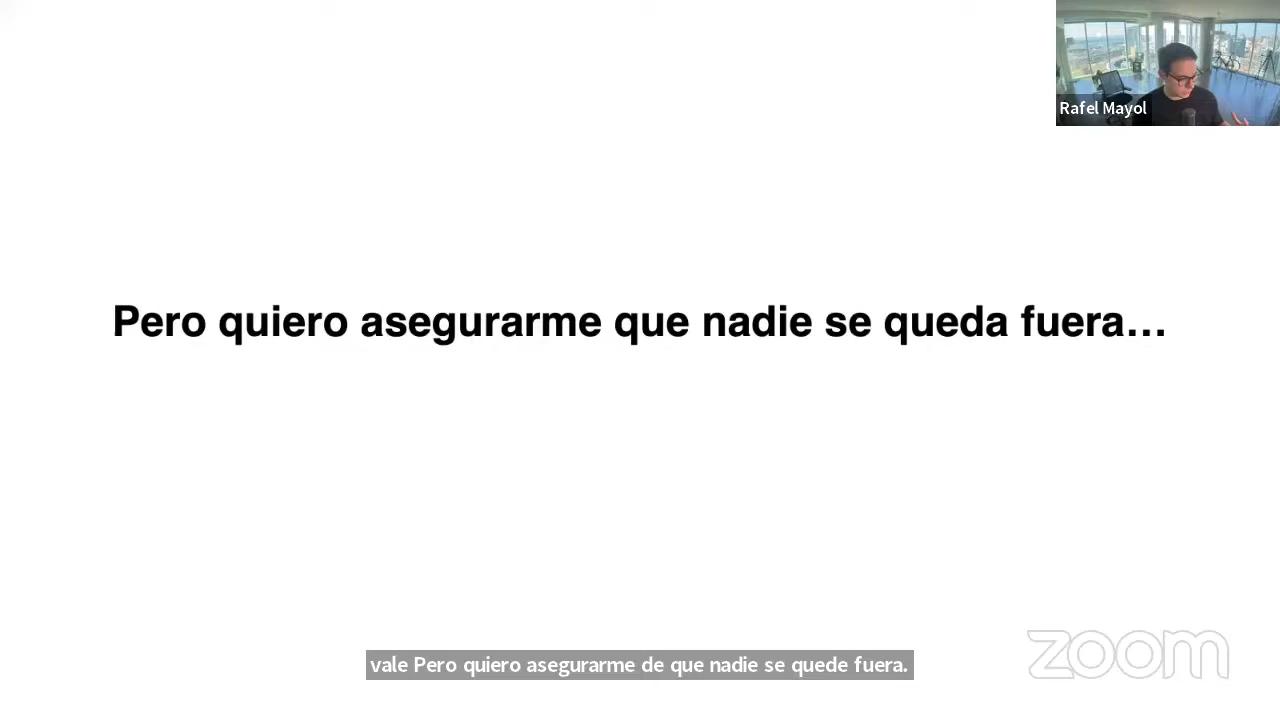 Rafel Mayol
Pero quiero asegurarme que nadie se queda fuera…
vale Pero quiero asegurarme de que nadie se quede fuera.
zoom